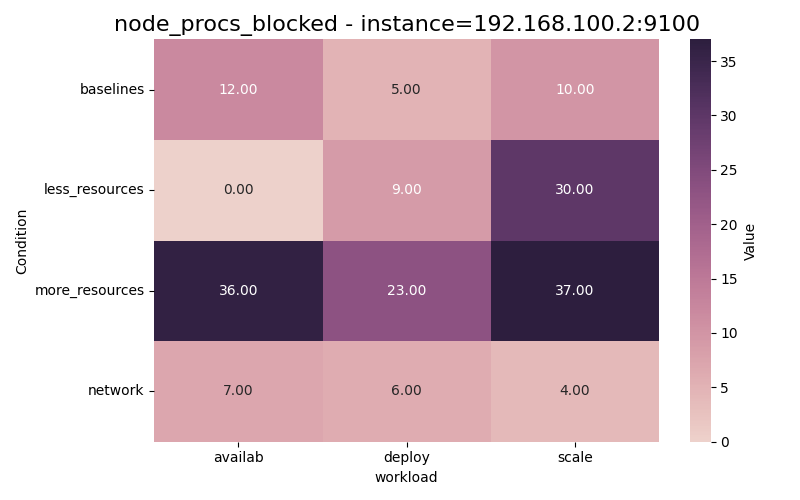 node_procs_blocked - instance=192.168.100.2:9100
Condition
baselines 12.00 5.00 10.00
less_resources 0.00 9.00 30.00
more_resources 36.00 23.00 37.00
network 7.00 6.00 4.00
availab deploy scale
workload
35
30
25
20
15
10
5
0
Value